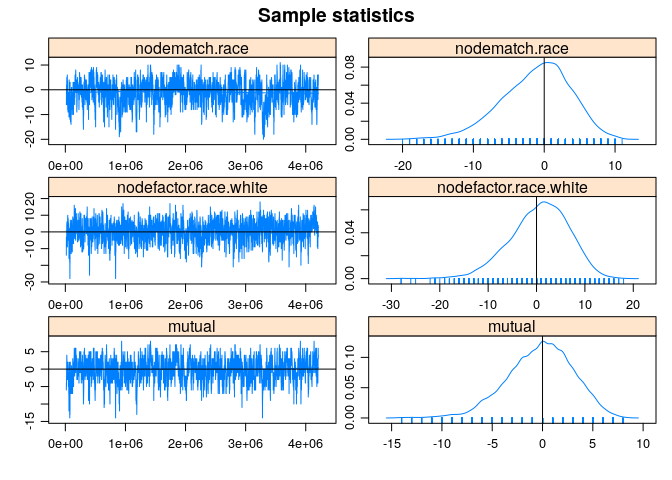 Sample statistics
nodematch.race nodematch.race
10
0
-10
-20
0.08
0.04
0.00
0e+00 1e+06 2e+06 3e+06 4e+06 -20 -10 0 10
nodefactor.race.white nodefactor.race.white
10 20
0
-10
-30
0.04
0.00
0e+00 1e+06 2e+06 3e+06 4e+06 -30 -20 -10 0 10 20
mutual mutual
5
0
-5
-15
0.10
0.05
0.00
0e+00 1e+06 2e+06 3e+06 4e+06 -15 -10 -5 0 5 10